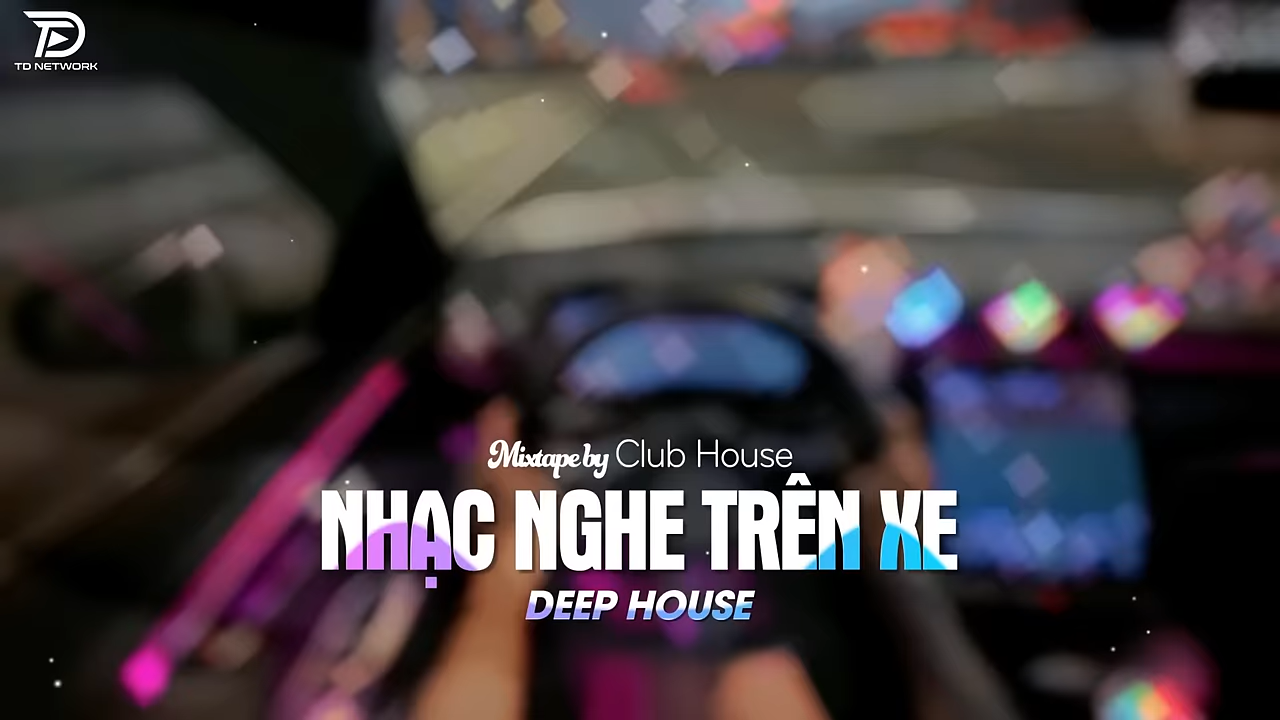 TD NETWORK
Mixtape by Club House
NHẠC NGHE TRÊN XE
DEEP HOUSE